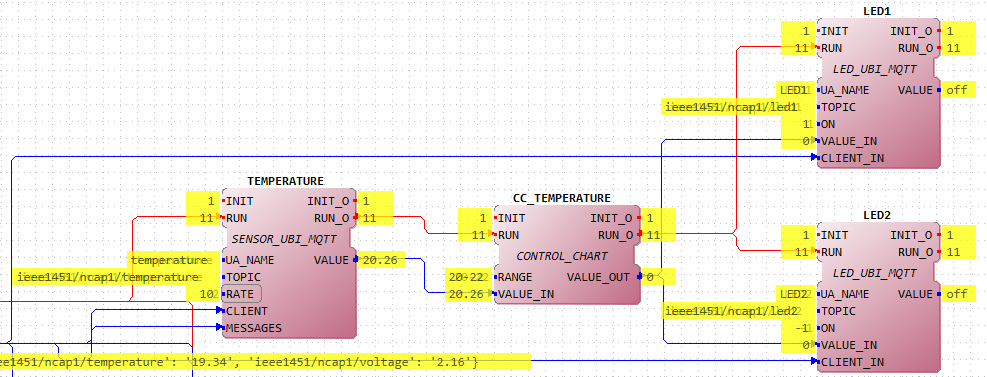 LED1
1 INIT INIT_O 1
11 RUN RUN_O 11
LED_UBI_MQTT
LED1 UA_NAME VALUE off
ieee1451/ncap1/led1 TOPIC
1 ON
0 VALUE_IN
CLIENT_IN
TEMPERATURE
1 INIT INIT_O 1
11 RUN RUN_O 11
SENSOR_UBI_MQTT
temperature UA_NAME VALUE 20.26
ieee1451/ncap1/temperature TOPIC
RATE
CLIENT
MESSAGES
CC_TEMPERATURE
1 INIT INIT_O 1
11 RUN RUN_O 11
CONTROL_CHART
RANGE VALUE_OUT 0
20.26 VALUE_IN
LED2
1 INIT INIT_O 1
11 RUN RUN_O 11
LED_UBI_MQTT
LED2 UA_NAME VALUE off
ieee1451/ncap1/led2 TOPIC
-1 ON
0 VALUE_IN
CLIENT_IN
ee1451/ncap1/temperature': '19.34', 'ieee1451/ncap1/voltage': '2.16'}